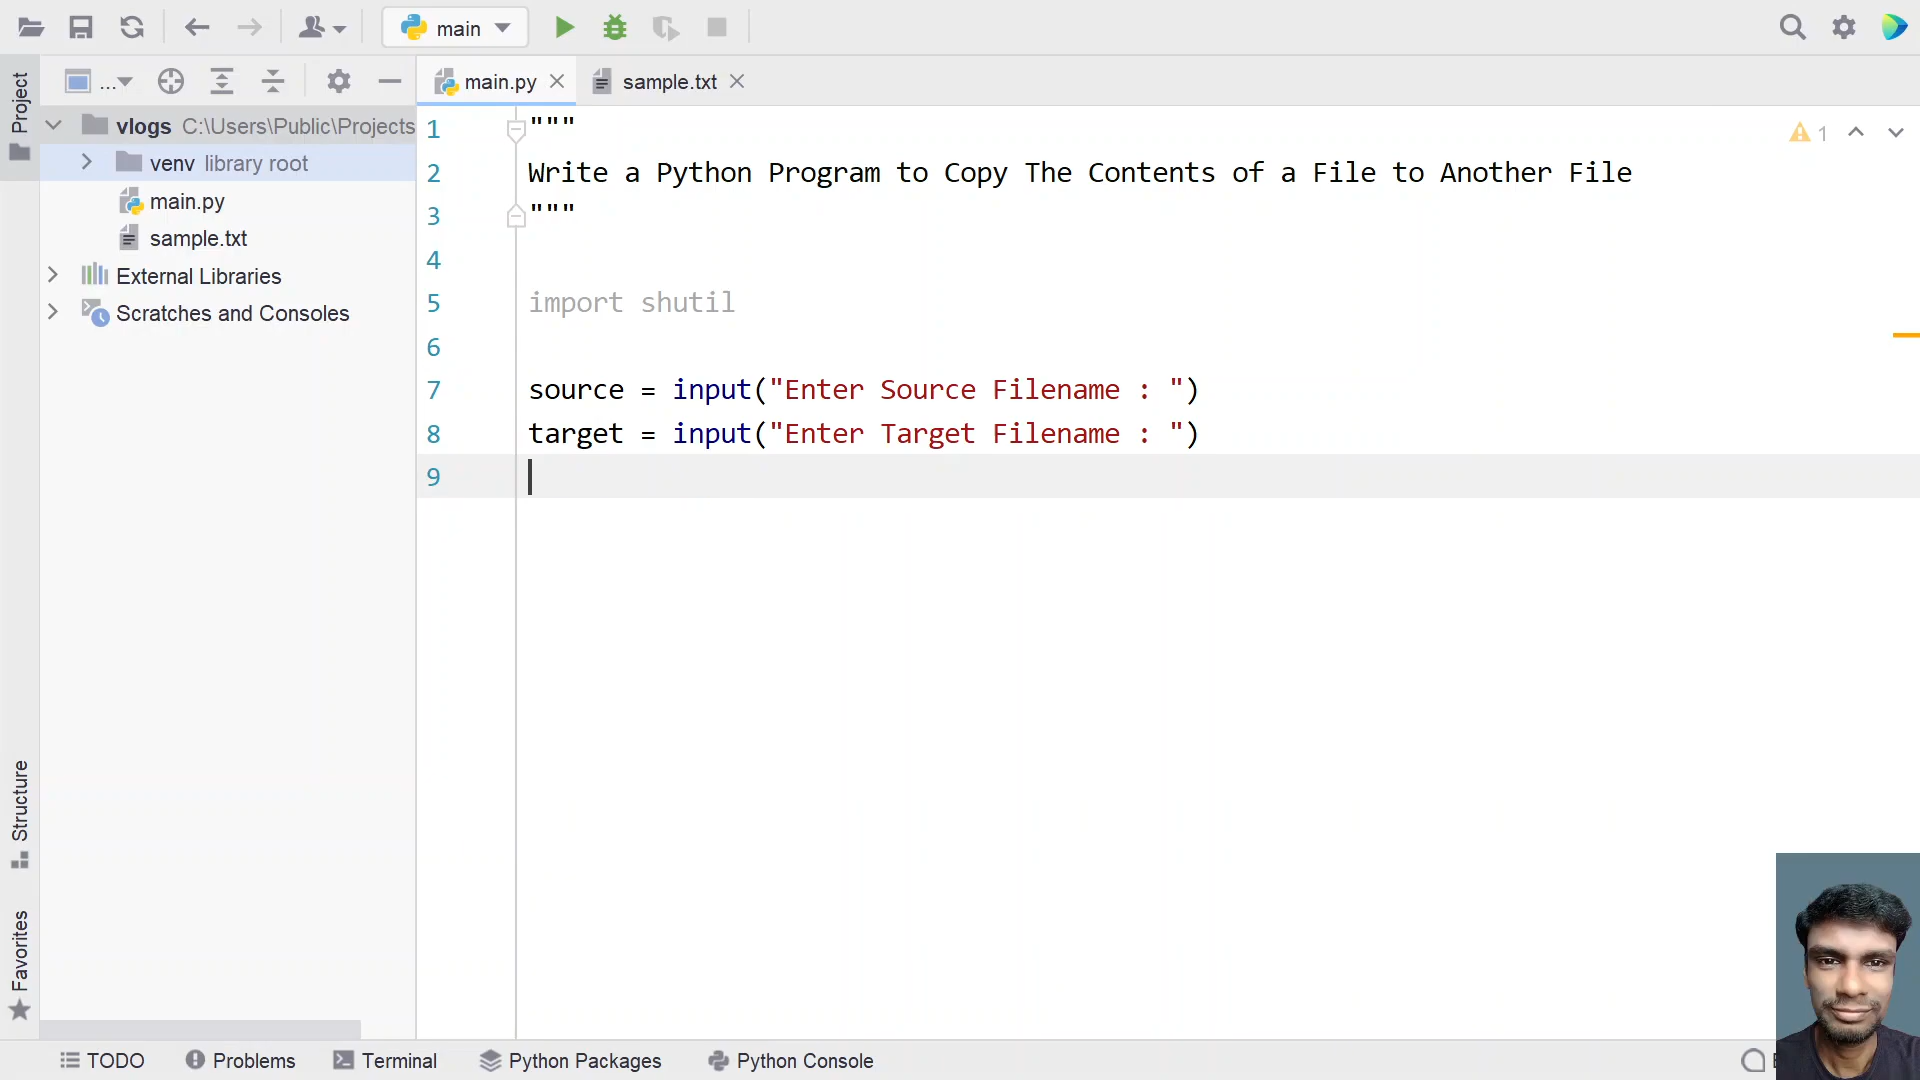 main
Project
...
main.py
sample.txt
vlogs C:\Users\Public\Projects
venv library root
main.py
sample.txt
External Libraries
Scratches and Consoles
1 """
2 Write a Python Program to Copy The Contents of a File to Another File
3 """
4
5 import shutil
6
7 source = input("Enter Source Filename : ")
8 target = input("Enter Target Filename : ")
9
1
Structure
Favorites
TODO Problems Terminal Python Packages Python Console